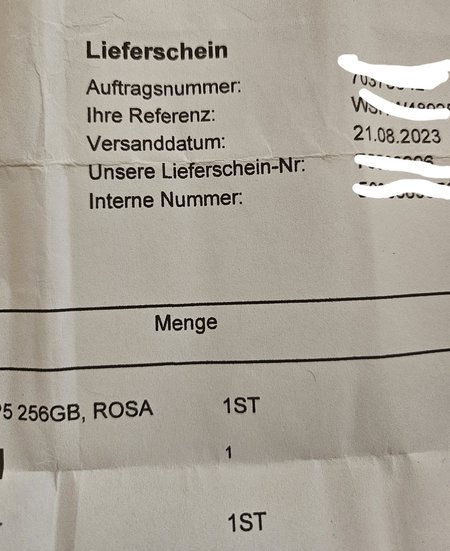 Lieferschein
Auftragsnummer:
Ihre Referenz:
Versanddatum: 21.08.2023
Unsere Lieferschein-Nr:
Interne Nummer:
Menge
256GB, ROSA 1ST
1
1ST